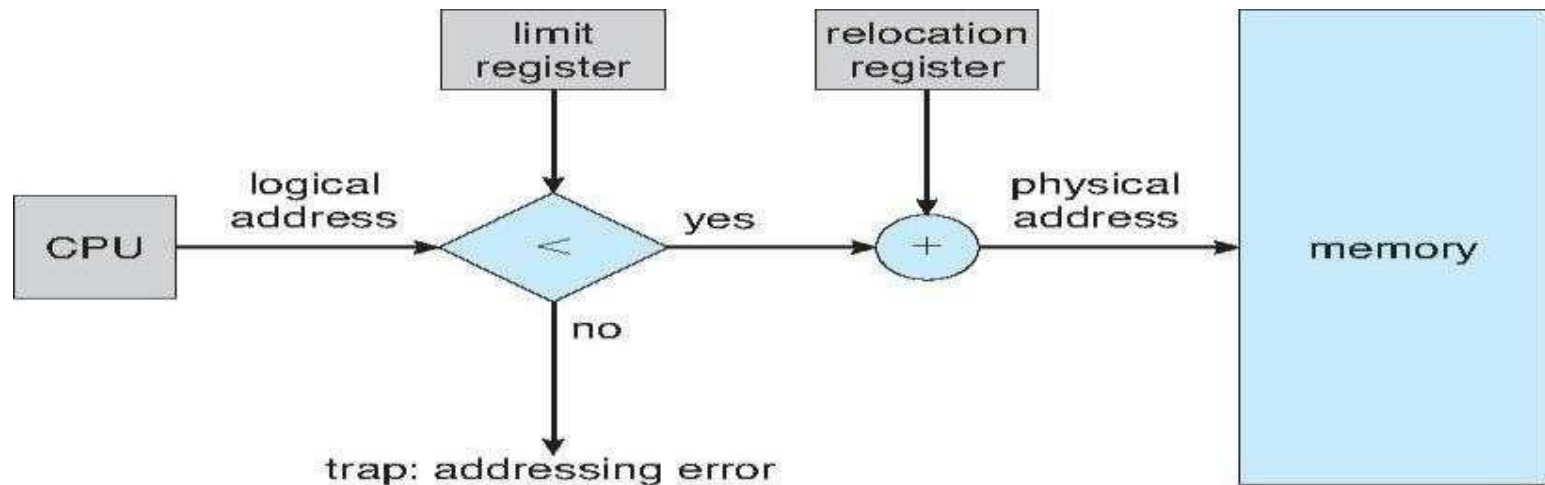 limit
register
relocation
register
logical
address
physical
address
CPU
<
yes
+
memory
no
trap: addressing error